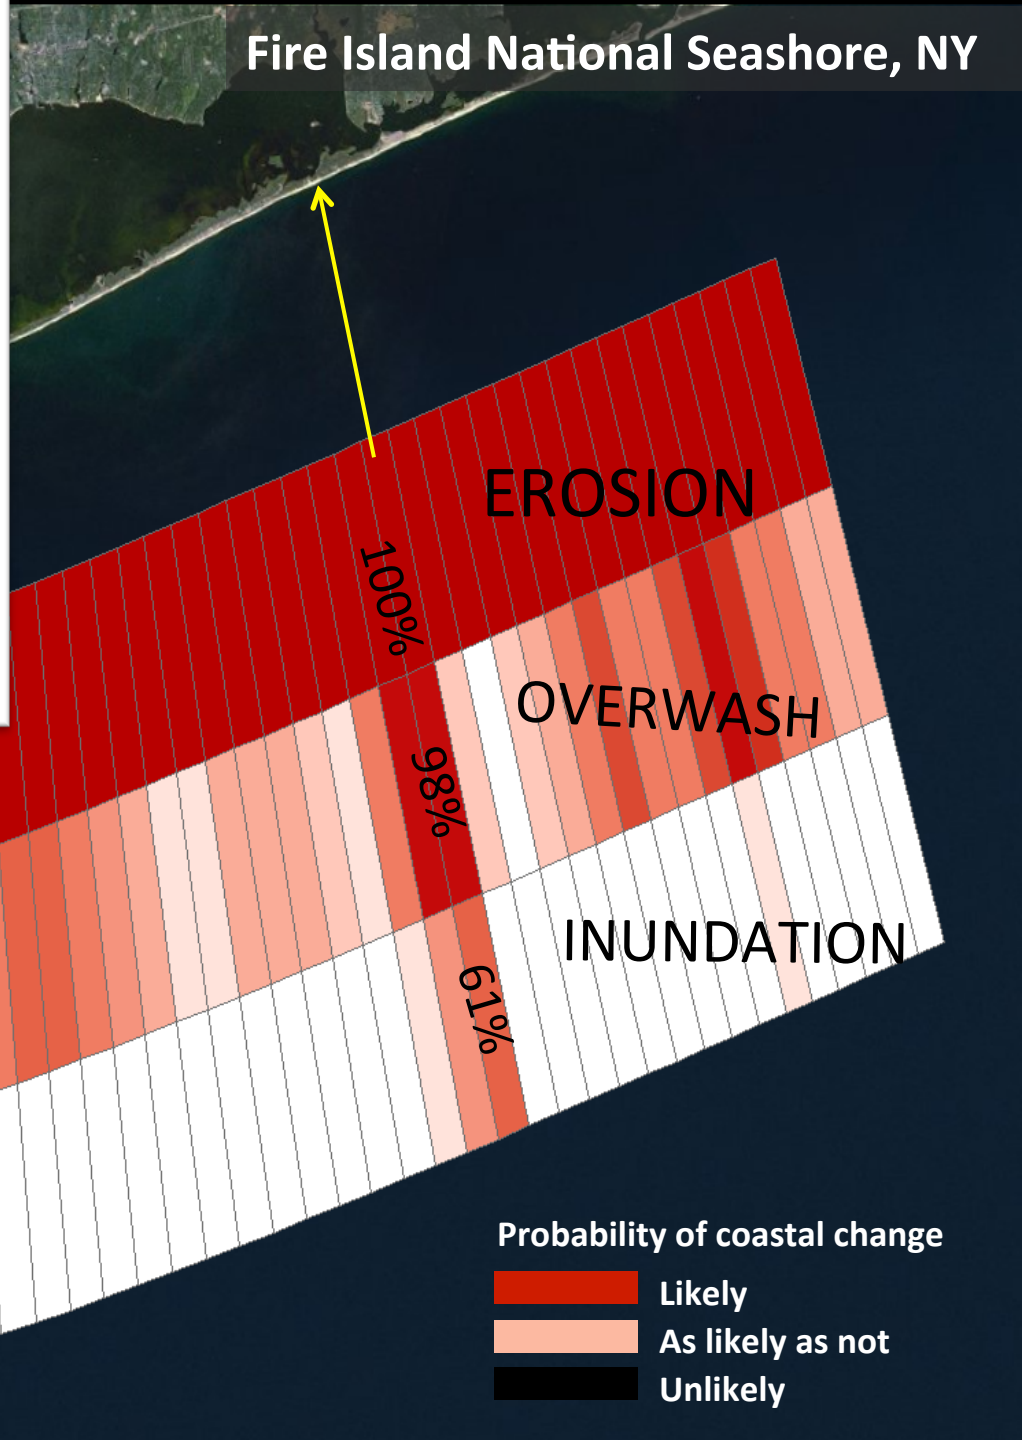 Fire Island National Seashore, NY
EROSION
100%
OVERWASH
98%
INUNDATION
61%
Probability of coastal change
Likely
As likely as not
Unlikely